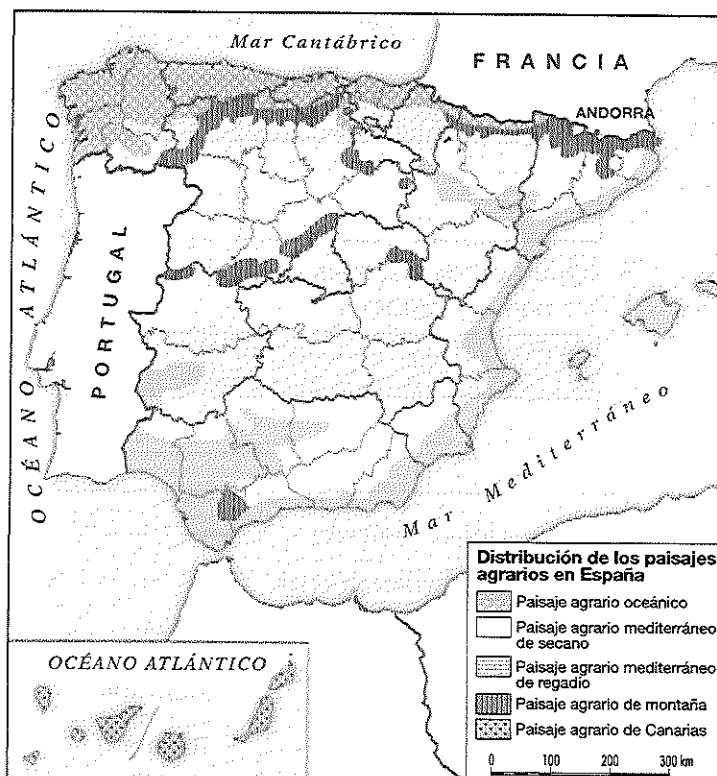 Mar Cantábrico
FRANCIA
ANDORRA
OCÉANO ATLÁNTICO
PORTUGAL
Mar Mediterráneo
Distribución de los paisajes
agrarios en España
Paisaje agrario oceánico
Paisaje agrario mediterráneo
de secano
Paisaje agrario mediterráneo
de regadío
Paisaje agrario de montaña
Paisaje agrario de Canarias
0 100 200 300 km
OCÉANO ATLÁNTICO